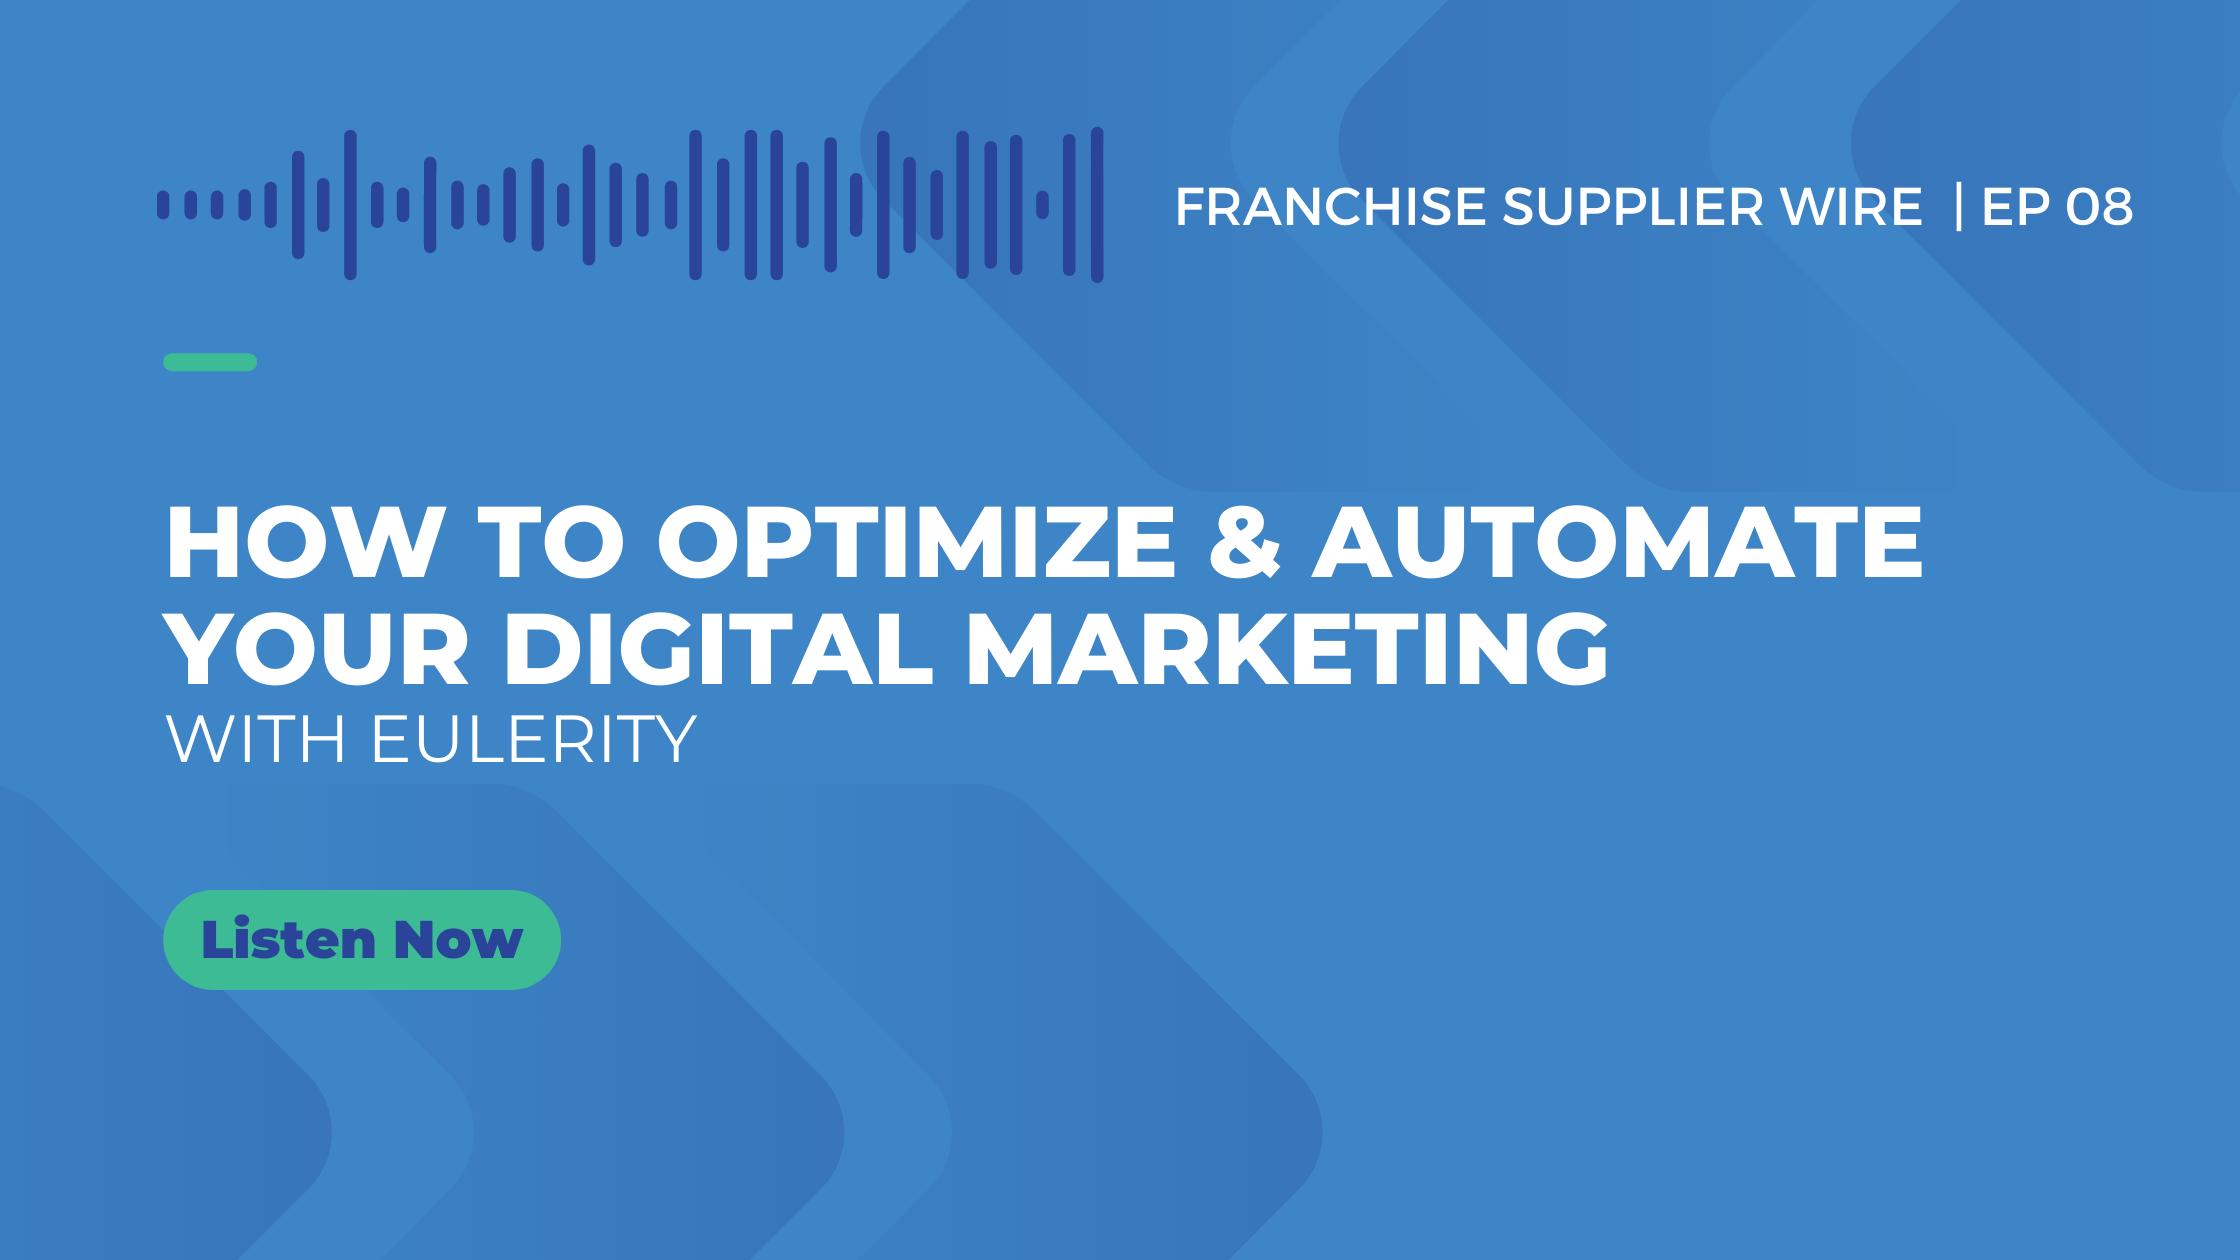 FRANCHISE SUPPLIER WIRE | EP 08
HOW TO OPTIMIZE & AUTOMATE
YOUR DIGITAL MARKETING
WITH EULERITY
Listen Now